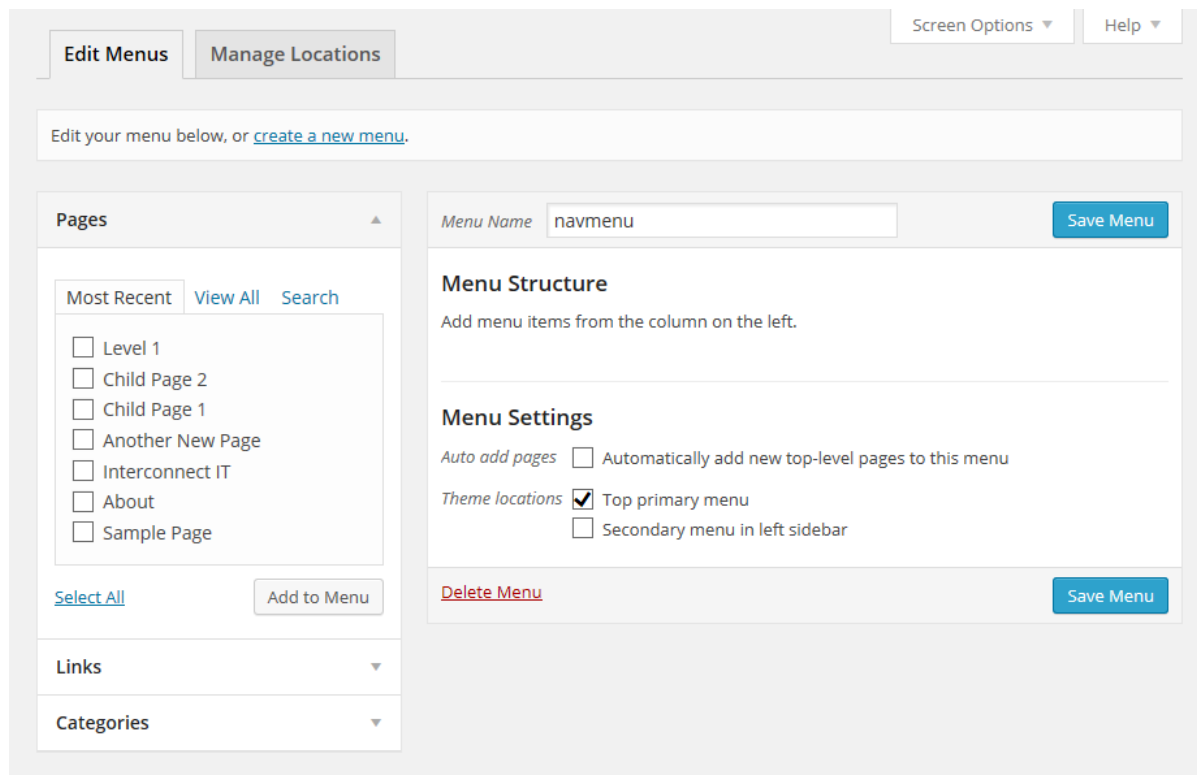 Screen Options
Help
Edit Menus
Manage Locations
Edit your menu below, or create a new menu.
Pages
Most Recent
View All
Search
Level 1
Child Page 2
Child Page 1
Another New Page
Interconnect IT
About
Sample Page
Select All
Add to Menu
Links
Categories
Menu Name navmenu
Save Menu
Menu Structure
Add menu items from the column on the left.
Menu Settings
Auto add pages Automatically add new top-level pages to this menu
Theme locations Top primary menu
Secondary menu in left sidebar
Delete Menu
Save Menu